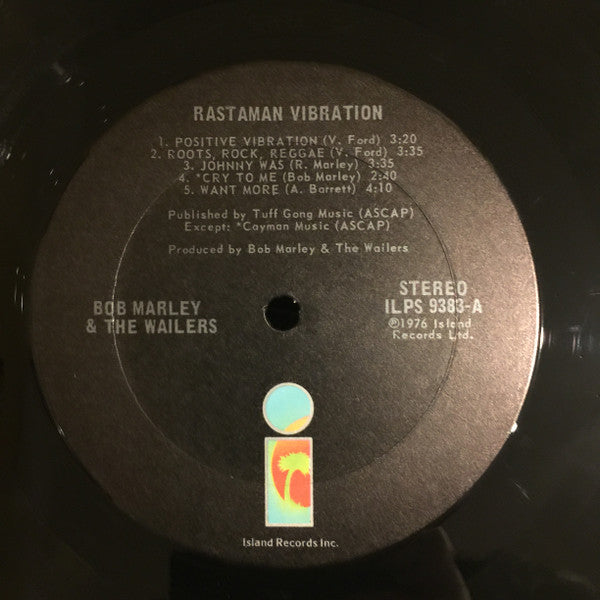 RASTAMAN VIBRATION
1. POSITIVE VIBRATION (V. Ford) 3:20
2. ROOTS, ROCK, REGGAE (V. Ford) 3:35
3. JOHNNY WAS (R. Marley) 3:35
4. *CRY TO ME (Bob Marley) 2:40
5. WANT MORE (A. Barrett) 4:10
Published by Tuff Gong Music (ASCAP)
Except: *Cayman Music (ASCAP)
Produced by Bob Marley & The Wailers
BOB MARLEY
& THE WAILERS
STEREO
ILPS 9383-A
℗1976 Island
Records Ltd.
Island Records Inc.